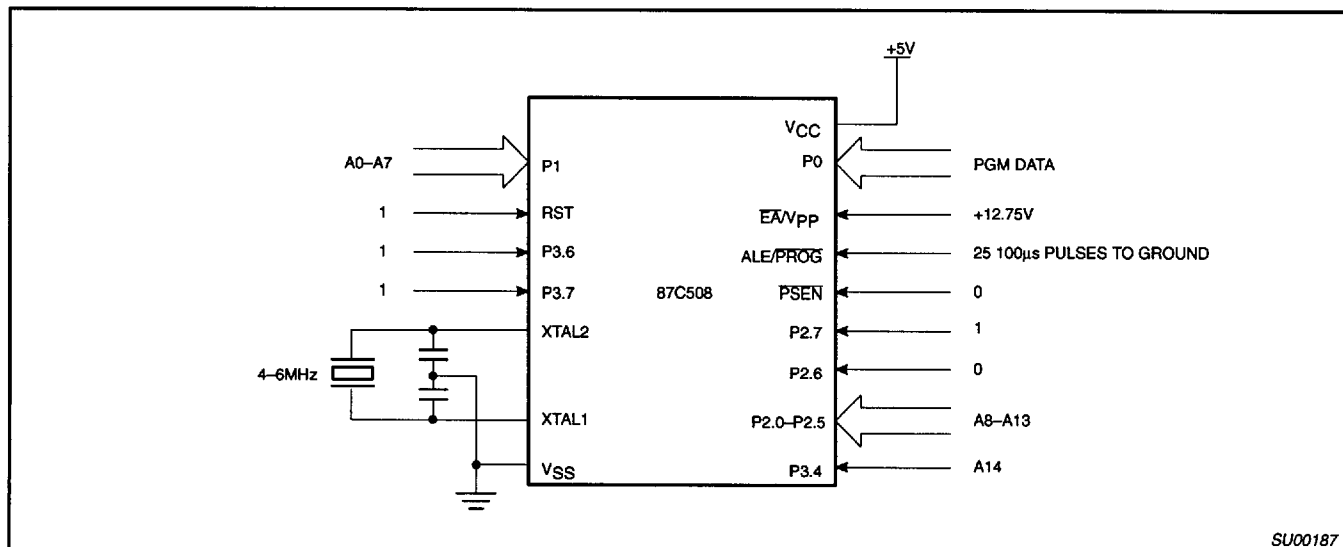 +5V
VCC
A0–A7 P1 P0 PGM DATA
1 RST EA/VPP +12.75V
1 P3.6 ALE/PROG 25 100μs PULSES TO GROUND
1 P3.7 87C508 PSEN 0
XTAL2 P2.7 1
4–6MHz P2.6 0
XTAL1 P2.0–P2.5 A8–A13
VSS P3.4 A14
SU00187